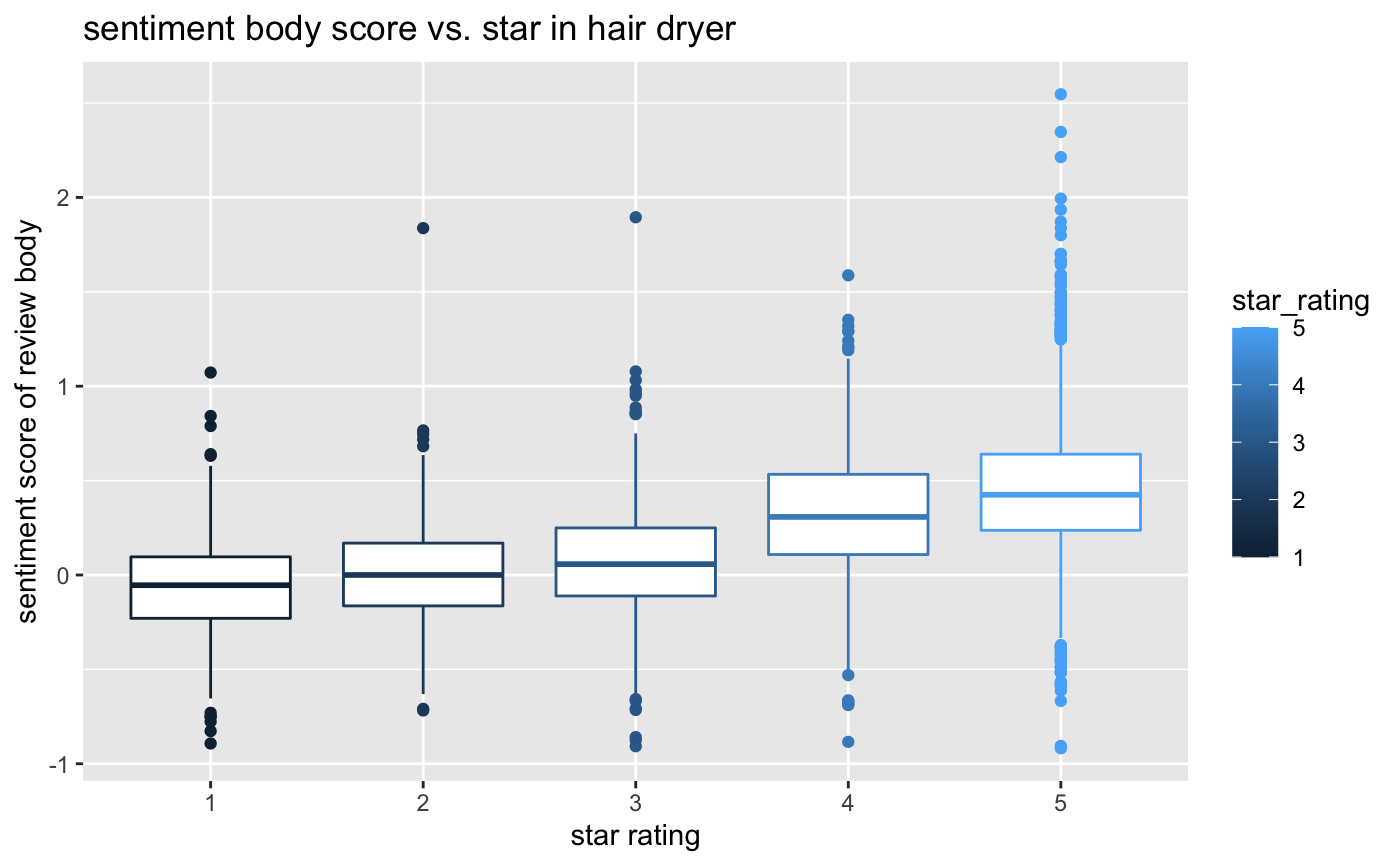 sentiment body score vs. star in hair dryer
sentiment score of review body
2
1
0
-1
1 2 3 4 5
star rating
star_rating
5
4
3
2
1